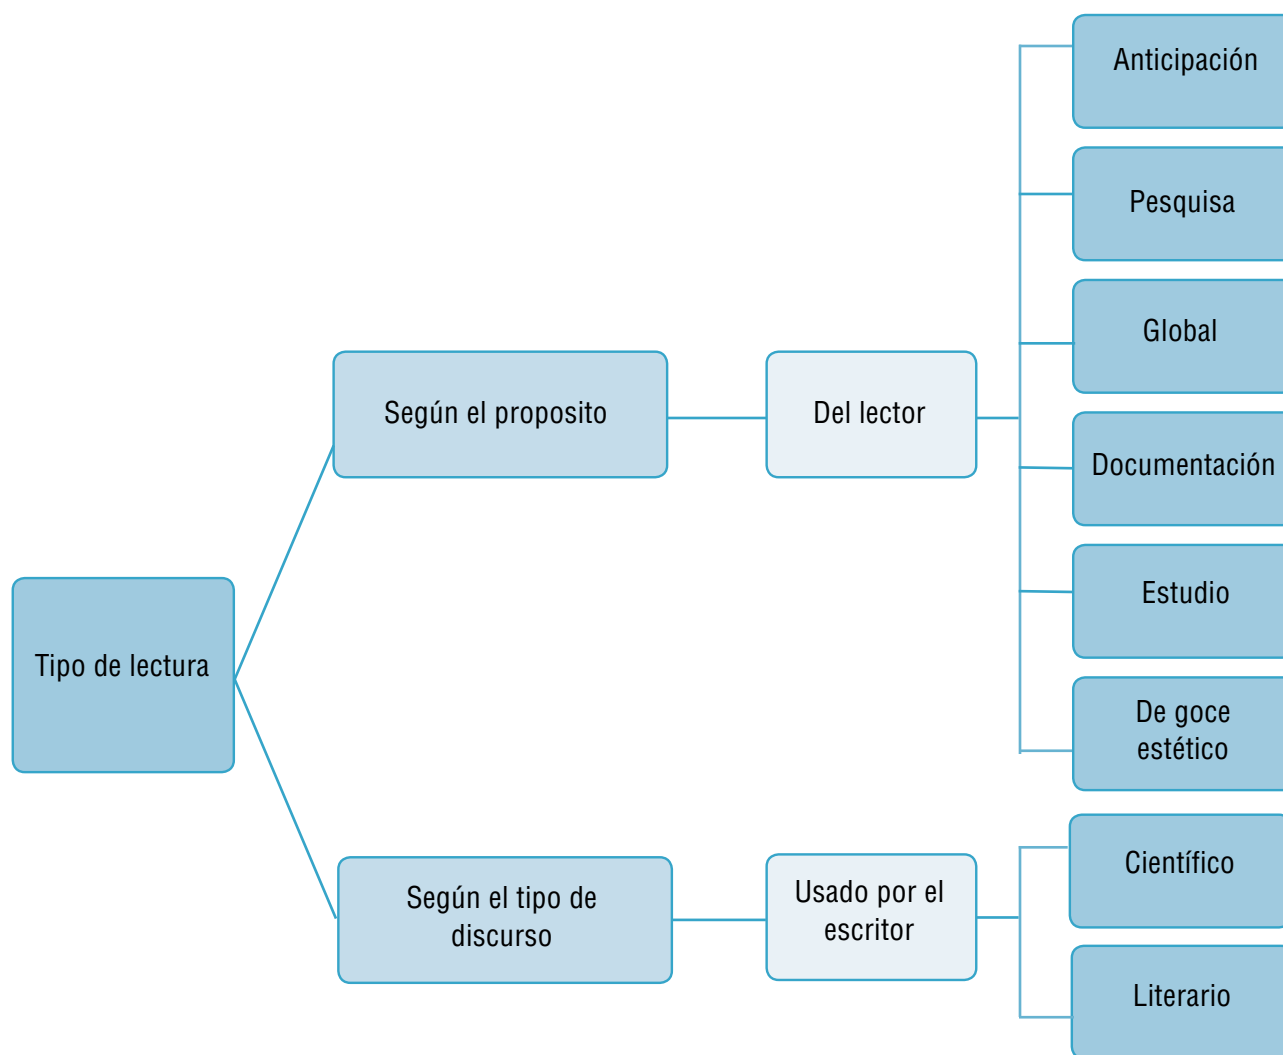 Anticipación
Pesquisa
Global
Según el proposito
Del lector
Documentación
Estudio
Tipo de lectura
De goce
estético
Científico
Según el tipo de
discurso
Usado por el
escritor
Literario